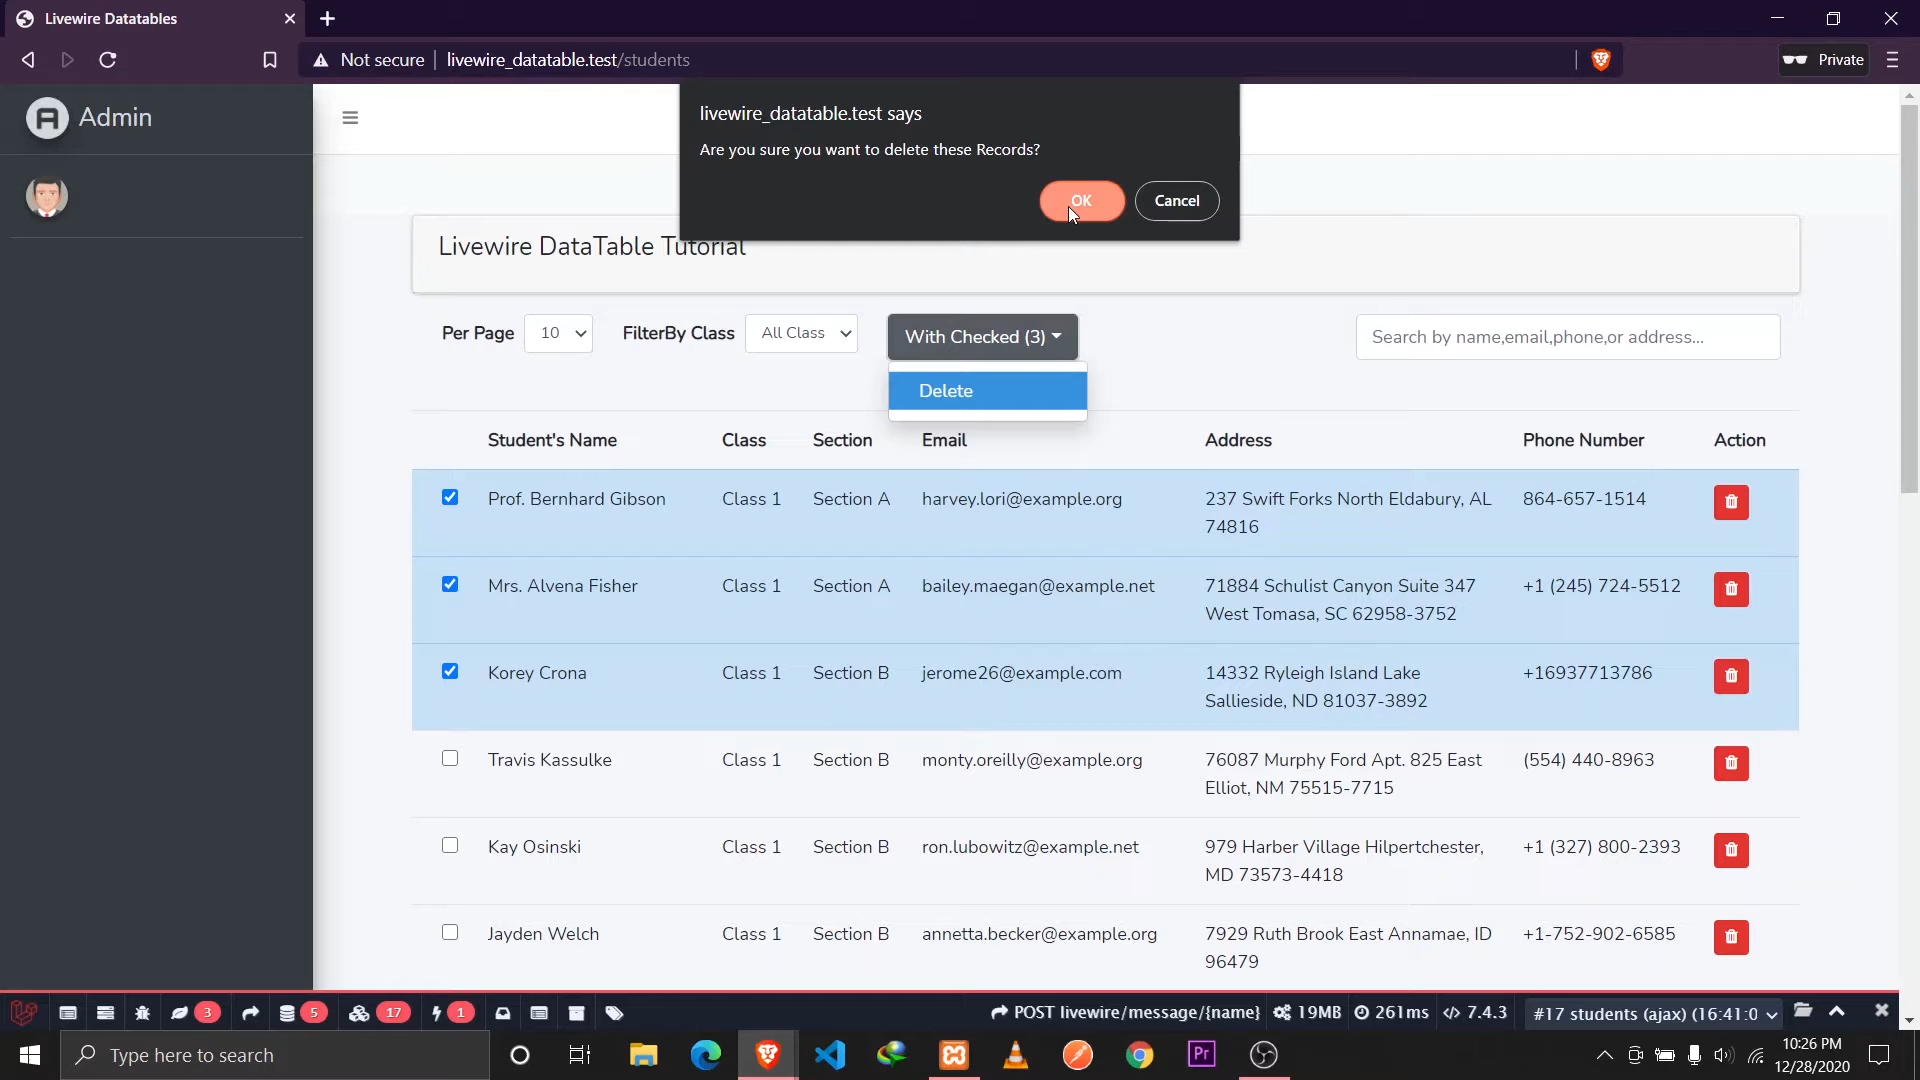 Livewire Datatables
Not secure livewire_datatable.test/students
Private
Admin
livewire_datatable.test says
Are you sure you want to delete these Records?
OK Cancel
Livewire DataTable Tutorial
Per Page 10 FilterBy Class All Class With Checked (3) Search by name,email,phone,or address...
Delete
Student's Name Class Section Email Address Phone Number Action
Prof. Bernhard Gibson Class 1 Section A harvey.lori@example.org 237 Swift Forks North Eldabury, AL 864-657-1514
74816
Mrs. Alvena Fisher Class 1 Section A bailey.maegan@example.net 71884 Schulist Canyon Suite 347 +1 (245) 724-5512
West Tomasa, SC 62958-3752
Korey Crona Class 1 Section B jerome26@example.com 14332 Ryleigh Island Lake +16937713786
Sallieside, ND 81037-3892
Travis Kassulke Class 1 Section B monty.oreilly@example.org 76087 Murphy Ford Apt. 825 East (554) 440-8963
Elliot, NM 75515-7715
Kay Osinski Class 1 Section B ron.lubowitz@example.net 979 Harber Village Hilpertchester, +1 (327) 800-2393
MD 73573-4418
Jayden Welch Class 1 Section B annetta.becker@example.org 7929 Ruth Brook East Annamae, ID +1-752-902-6585
96479
3 5 17 1 POST livewire/message/{name} 19MB 261ms 7.4.3 #17 students (ajax) (16:41:0
Type here to search
Pr
10:26 PM
12/28/2020